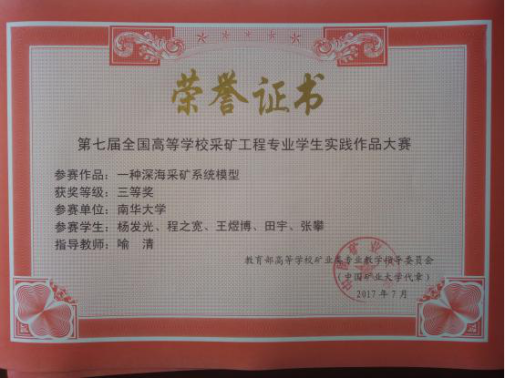 荣誉证书
第七届全国高等学校采矿工程专业学生实践作品大赛
参赛作品：一种深海采矿系统模型
获奖等级：三等奖
参赛单位：南华大学
参赛学生：杨发光、程之宽、王煜博、田宇、张攀
指导教师：喻 清
教育部高等学校矿业类专业教学指导委员会
（中国矿业大学代章）
2017年7月